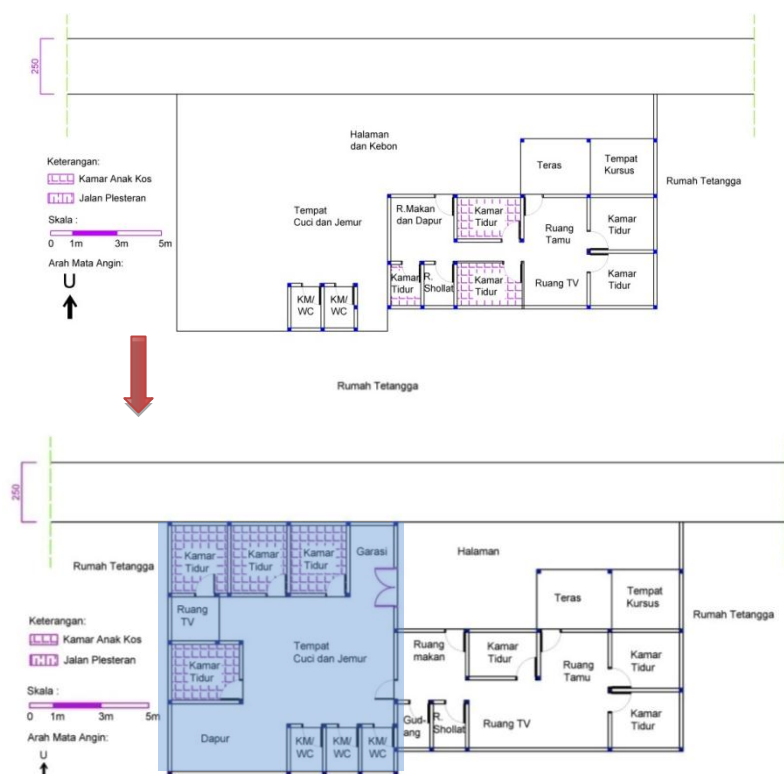 250
Halaman
dan Kebon
Keterangan:
Kamar Anak Kos
Jalan Plesteran
Skala :
0 1m 3m 5m
Arah Mata Angin:
U
Tempat
Cuci dan Jemur
Teras
Tempat
Kursus
Rumah Tetangga
R.Makan
dan Dapur
Kamar
Tidur
Ruang
Tamu
Kamar
Tidur
Kamar
Tidur
R.
Shollat
Kamar
Tidur
Ruang TV
Kamar
Tidur
KM/
WC
KM/
WC
Rumah Tetangga
250
Rumah Tetangga
Kamar
Tidur
Kamar
Tidur
Kamar
Tidur
Garasi
Halaman
Teras
Tempat
Kursus
Rumah Tetangga
Keterangan:
Kamar Anak Kos
Jalan Plesteran
Skala :
0 1m 3m 5m
Arah Mata Angin:
U
Ruang
TV
Tempat
Cuci dan Jemur
Kamar
Tidur
Ruang
makan
Kamar
Tidur
Ruang
Tamu
Kamar
Tidur
Dapur
KM/
WC
KM/
WC
KM/
WC
Gud-
ang
R.
Shollat
Ruang TV
Kamar
Tidur